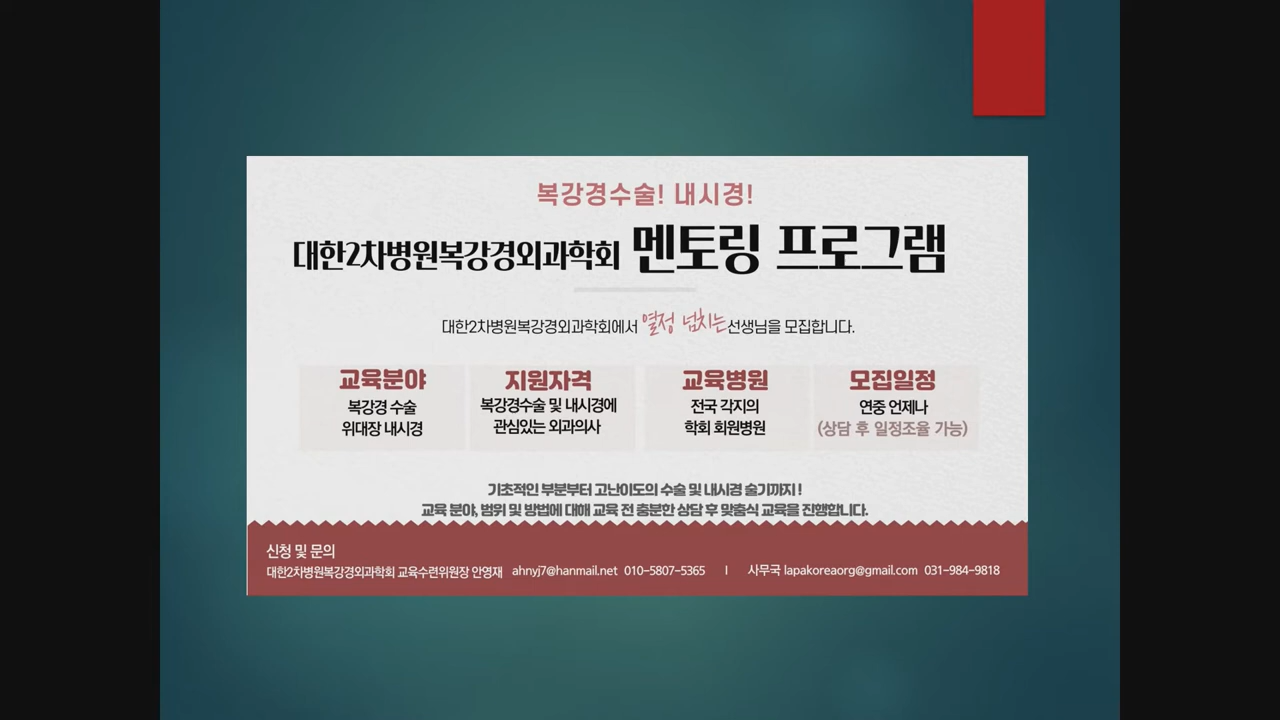 복강경수술! 내시경!
대한2차병원복강경외과학회 멘토링 프로그램
대한2차병원복강경외과학회에서 열정 넘치는 선생님을 모집합니다.
교육분야
복강경 수술
위대장 내시경
지원자격
복강경수술 및 내시경에
관심있는 외과의사
교육병원
전국 각지의
학회 회원병원
모집일정
연중 언제나
(상담 후 일정조율 가능)
기초적인 부분부터 고난이도의 수술 및 내시경 술기까지!
교육 분야, 범위 및 방법에 대해 교육 전 충분한 상담 후 맞춤식 교육을 진행합니다.
신청 및 문의
대한2차병원복강경외과학회 교육수련위원장 안영재 ahnyj7@hanmail.net 010-5807-5365 | 사무국 lapakoreaorg@gmail.com 031-984-9818